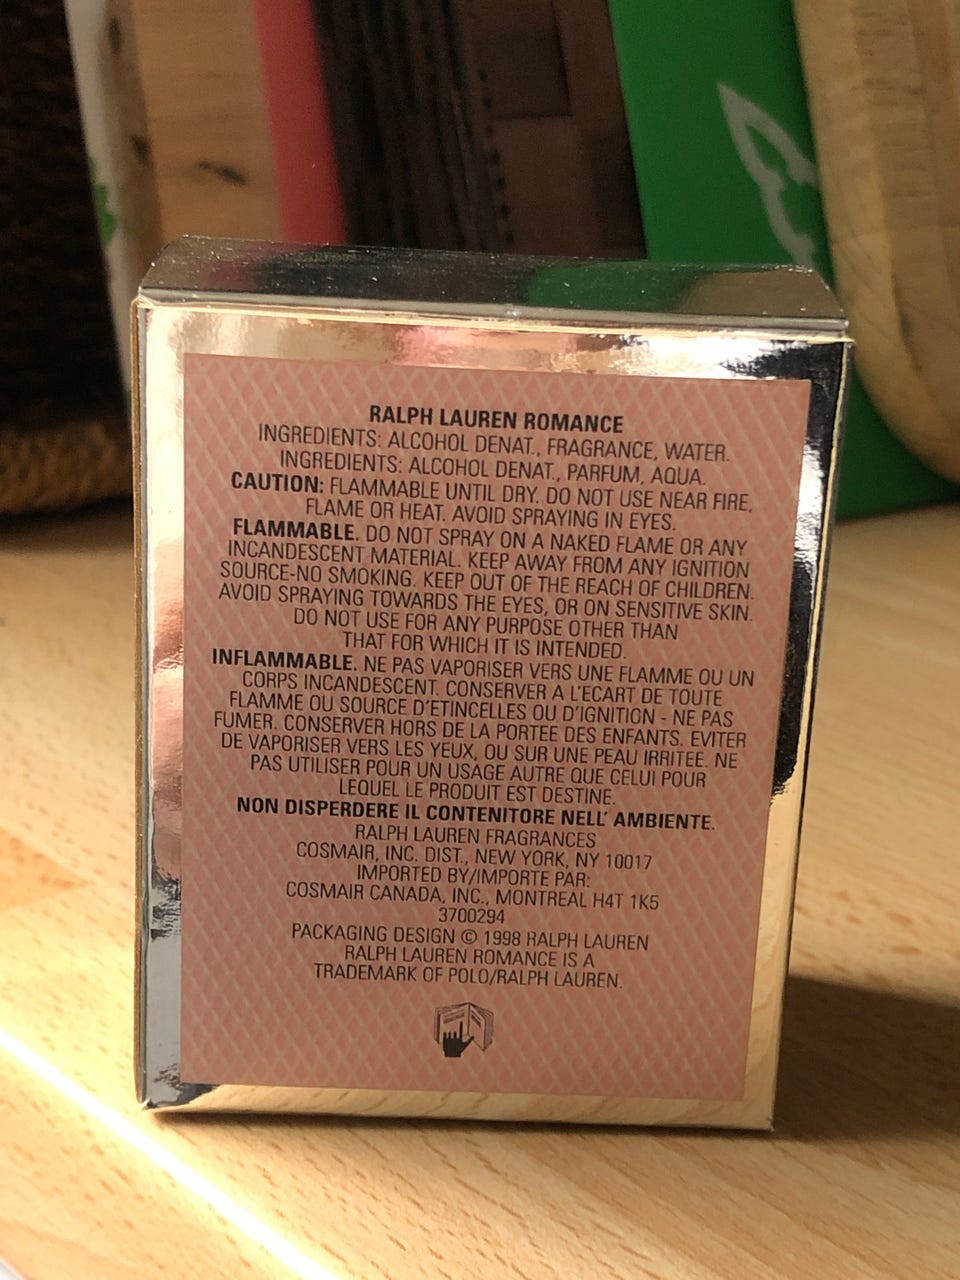 RALPH LAUREN ROMANCE
INGREDIENTS: ALCOHOL DENAT., FRAGRANCE, WATER.
INGREDIENTS: ALCOHOL DENAT., PARFUM, AQUA.
CAUTION: FLAMMABLE UNTIL DRY. DO NOT USE NEAR FIRE,
FLAME OR HEAT. AVOID SPRAYING IN EYES.
FLAMMABLE. DO NOT SPRAY ON A NAKED FLAME OR ANY
INCANDESCENT MATERIAL. KEEP AWAY FROM ANY IGNITION
SOURCE-NO SMOKING. KEEP OUT OF THE REACH OF CHILDREN.
AVOID SPRAYING TOWARDS THE EYES, OR ON SENSITIVE SKIN.
DO NOT USE FOR ANY PURPOSE OTHER THAN
THAT FOR WHICH IT IS INTENDED.
INFLAMMABLE. NE PAS VAPORISER VERS UNE FLAMME OU UN
CORPS INCANDESCENT. CONSERVER A L'ECART DE TOUTE
FLAMME OU SOURCE D'ETINCELLES OU D'IGNITION - NE PAS
FUMER. CONSERVER HORS DE LA PORTEE DES ENFANTS. EVITER
DE VAPORISER VERS LES YEUX, OU SUR UNE PEAU IRRITEE. NE
PAS UTILISER POUR UN USAGE AUTRE QUE CELUI POUR
LEQUEL LE PRODUIT EST DESTINE.
NON DISPERDERE IL CONTENITORE NELL' AMBIENTE.
RALPH LAUREN FRAGRANCES
COSMAIR, INC. DIST., NEW YORK, NY 10017
IMPORTED BY/IMPORTE PAR:
COSMAIR CANADA, INC., MONTREAL H4T 1K5
3700294
PACKAGING DESIGN © 1998 RALPH LAUREN
RALPH LAUREN ROMANCE IS A
TRADEMARK OF POLO/RALPH LAUREN.